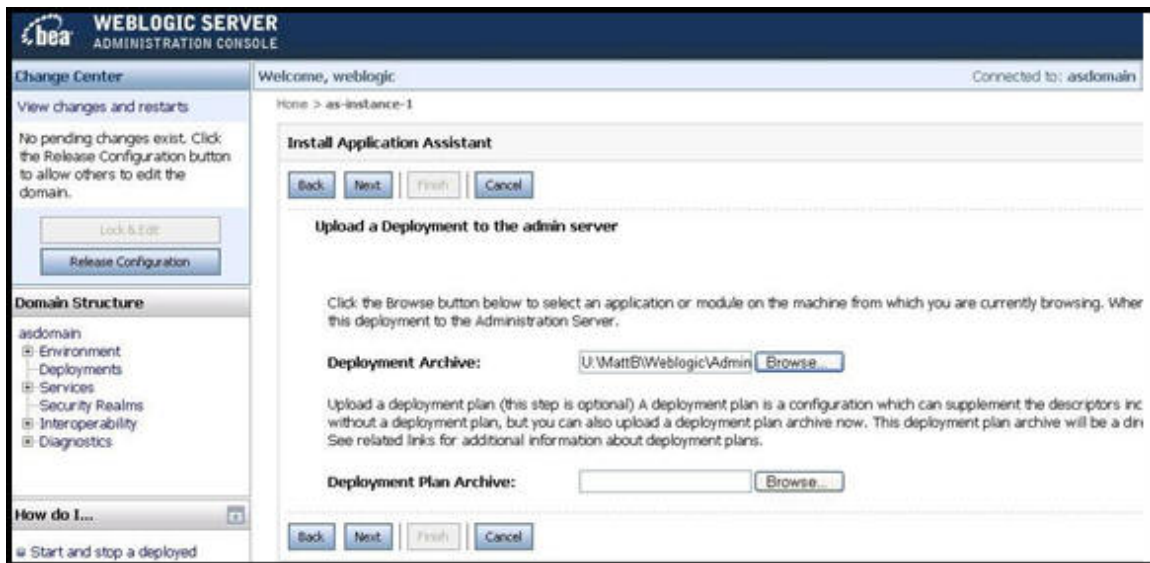 bea
WEBLOGIC SERVER
ADMINISTRATION CONSOLE
Change Center
View changes and restarts
No pending changes exist. Click
the Release Configuration button
to allow others to edit the
domain.
Lock & Edit
Release Configuration
Domain Structure
asdomain
Environment
Deployments
Services
Security Realms
Interoperability
Diagnostics
How do I...
Start and stop a deployed
Welcome, weblogic
Connected to: asdomain
Home > as-instance-1
Install Application Assistant
Back Next Finish Cancel
Upload a Deployment to the admin server
Click the Browse button below to select an application or module on the machine from which you are currently browsing. When
this deployment to the Administration Server.
Deployment Archive: U:\MattB\Weblogic\Admin Browse...
Upload a deployment plan (this step is optional) A deployment plan is a configuration which can supplement the descriptors inc
without a deployment plan, but you can also upload a deployment plan archive now. This deployment plan archive will be a dire
See related links for additional information about deployment plans.
Deployment Plan Archive: Browse...
Back Next Finish Cancel